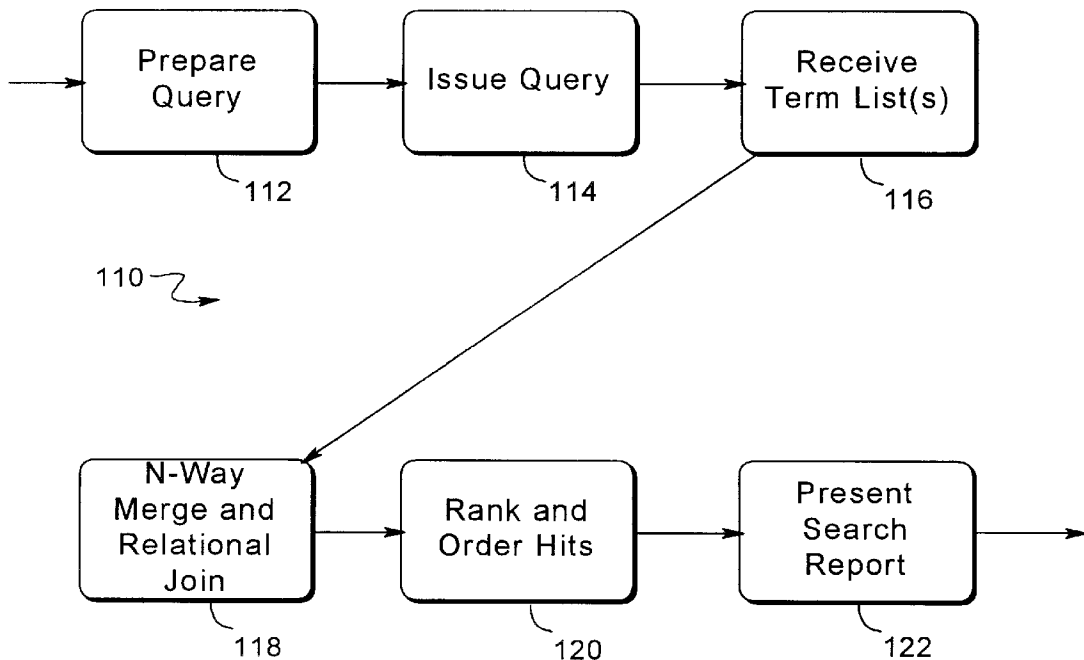 Prepare
Query
Issue Query
Receive
Term List(s)
112
114
116
110
N-Way
Merge and
Relational
Join
Rank and
Order Hits
Present
Search
Report
118
120
122